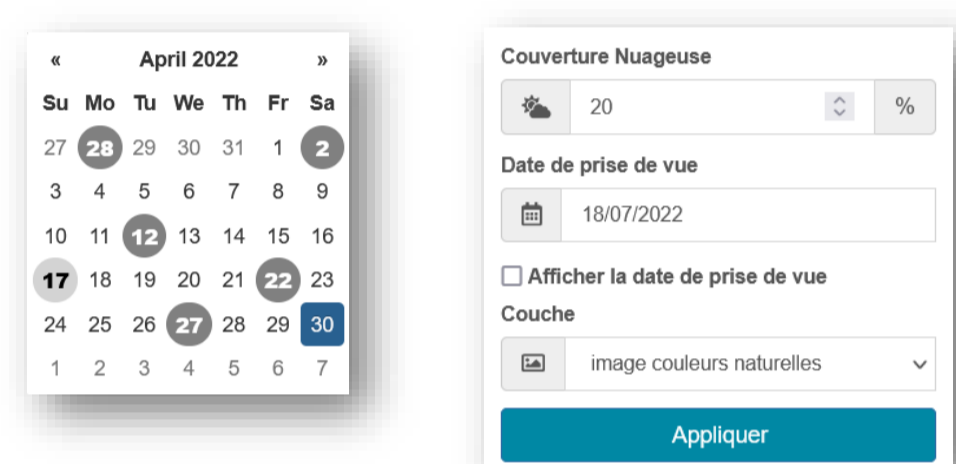 « April 2022 »
Su Mo Tu We Th Fr Sa
27 28 29 30 31 1 2
3 4 5 6 7 8 9
10 11 12 13 14 15 16
17 18 19 20 21 22 23
24 25 26 27 28 29 30
1 2 3 4 5 6 7
Couverture Nuageuse
20 %
Date de prise de vue
18/07/2022
Afficher la date de prise de vue
Couche
image couleurs naturelles
Appliquer